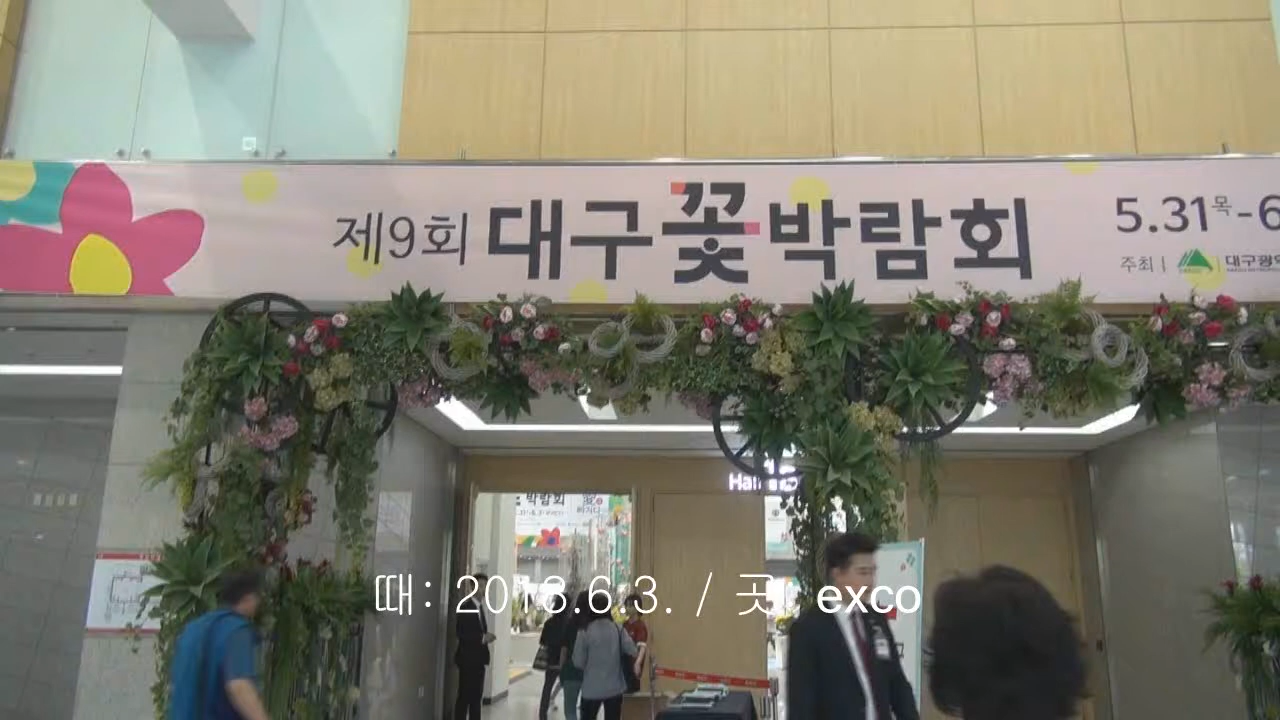 제9회 대구꽃박람회
5.31목-6
주최 | 대구광역
Hall
박람회
때: 2018.6.3. / 곳: exco